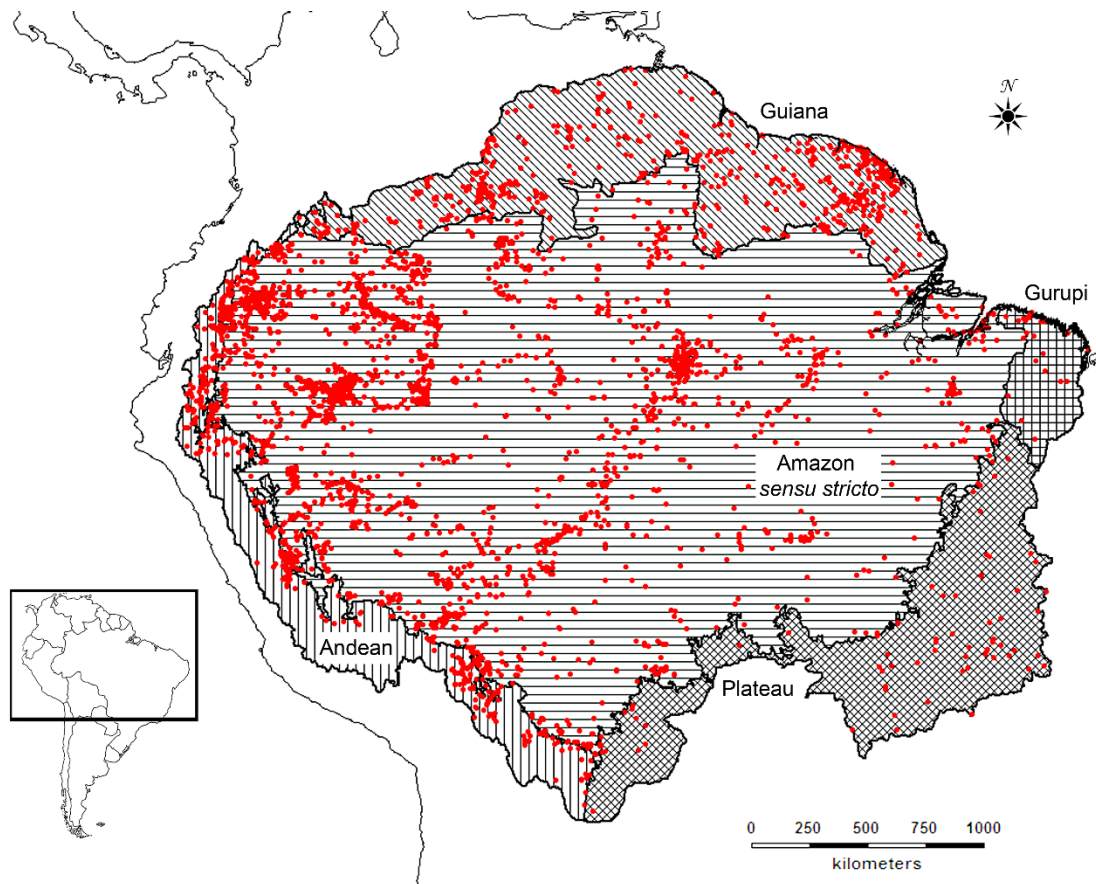 N
Guiana
Gurupi
Amazon
sensu stricto
Andean
Plateau
0 250 500 750 1000
kilometers